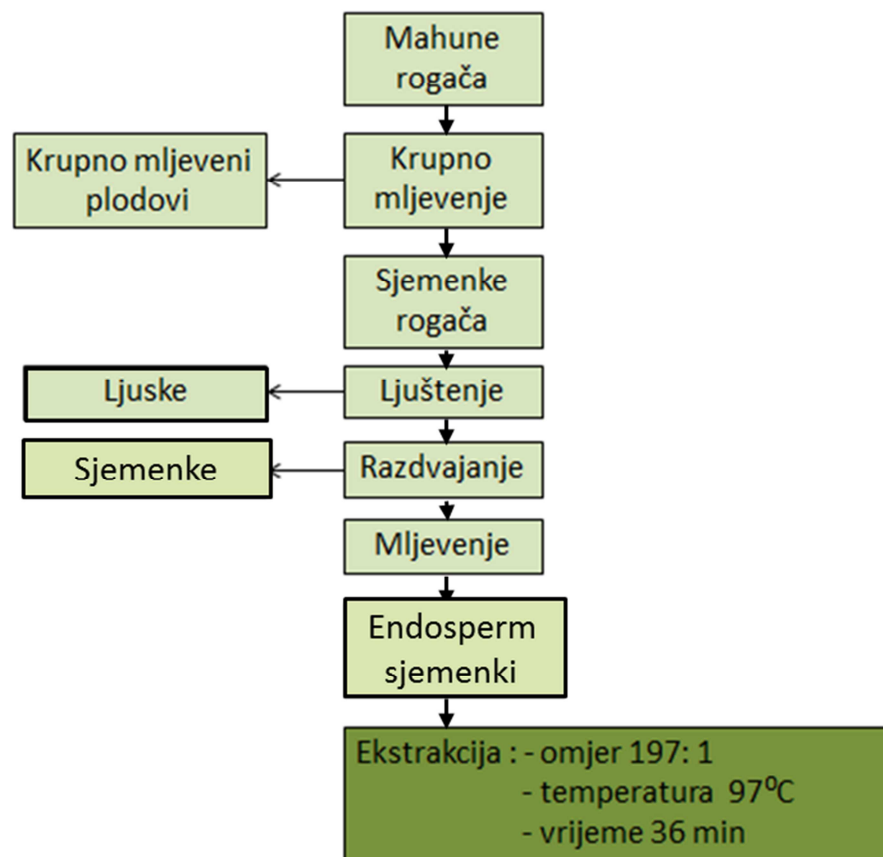 Mahune
rogača
Krupno mljeveni
plodovi
Krupno
mljevenje
Sjemenke
rogača
Ljuske
Ljuštenje
Sjemenke
Razdvajanje
Mljevenje
Endosperm
sjemenki
Ekstrakcija : - omjer 197: 1
- temperatura 97⁰C
- vrijeme 36 min